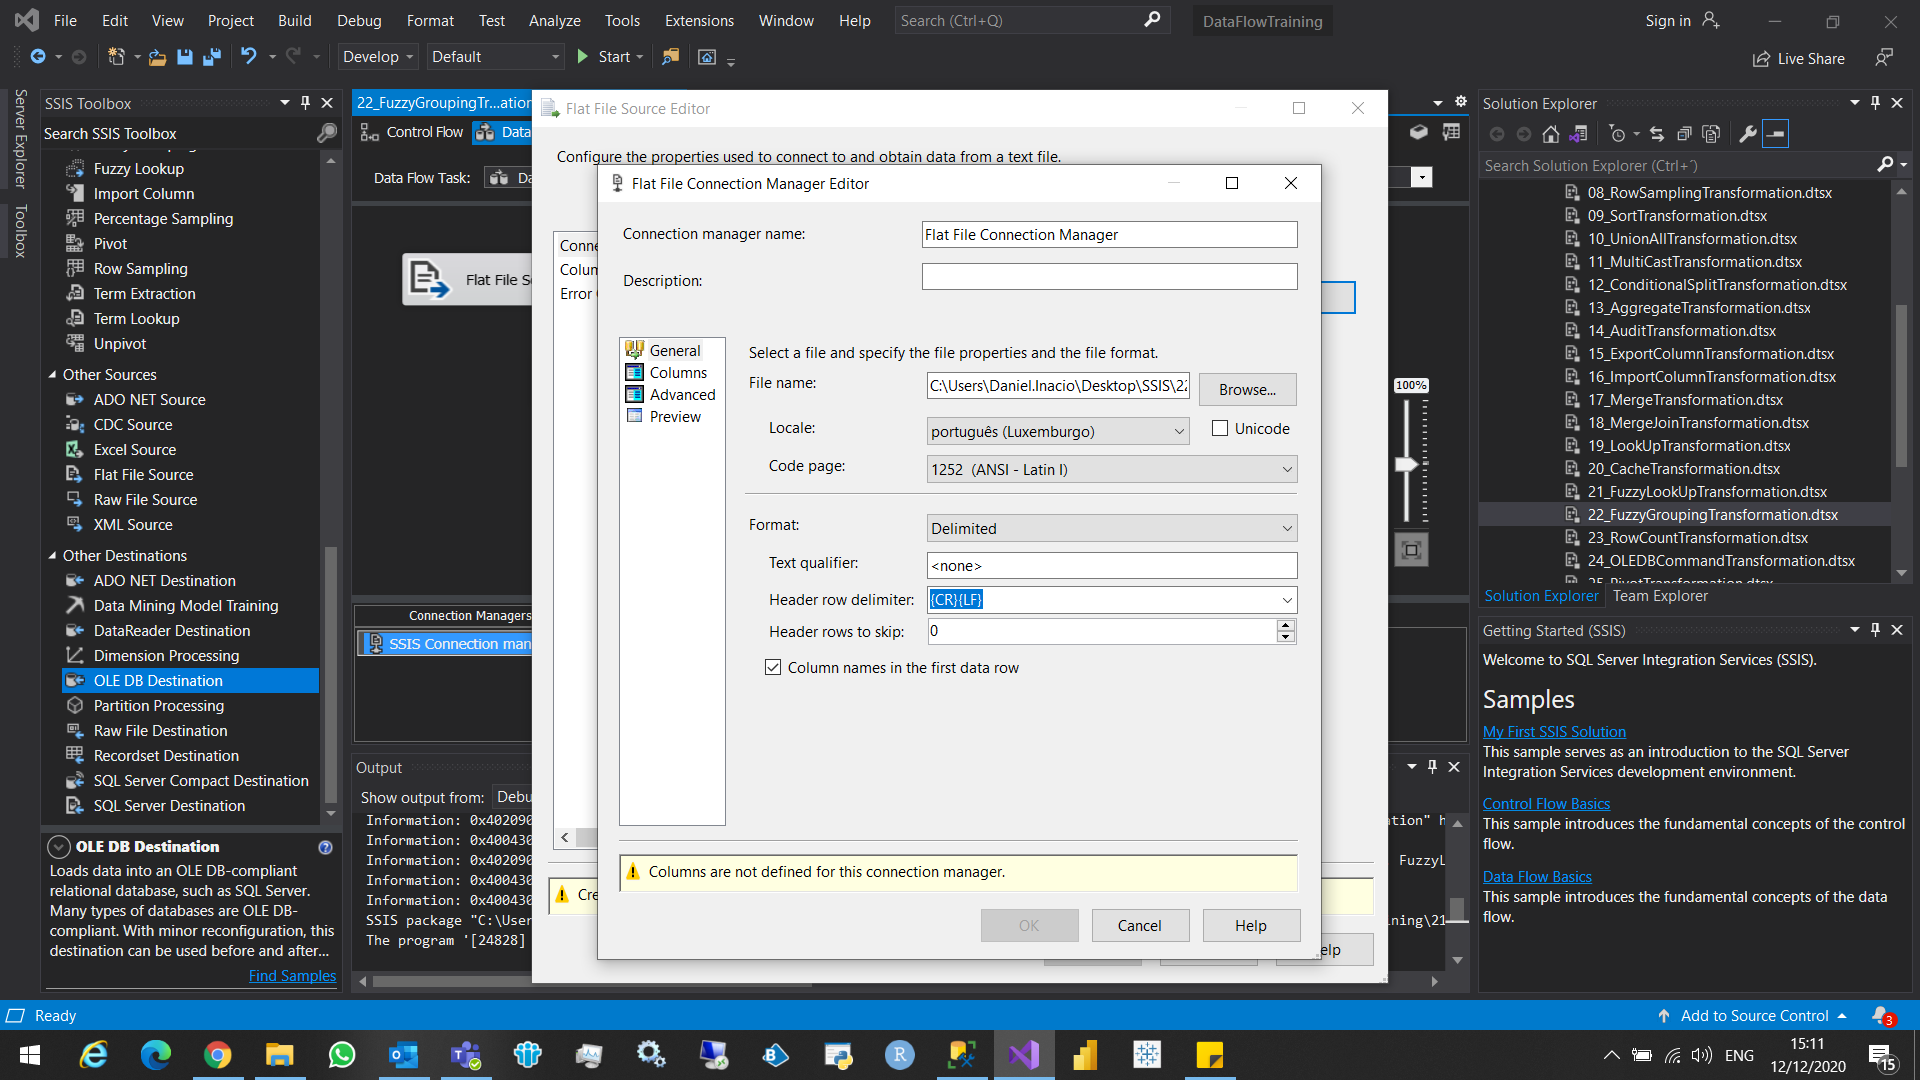 File Edit View Project Build Debug Format Test Analyze Tools Extensions Window Help Search (Ctrl+Q) DataFlowTraining Sign in
Develop Default Start Live Share
Server Explorer
Toolbox
SSIS Toolbox
Search SSIS Toolbox
Fuzzy Lookup
Import Column
Percentage Sampling
Pivot
Row Sampling
Term Extraction
Term Lookup
Unpivot
Other Sources
ADO NET Source
CDC Source
Excel Source
Flat File Source
Raw File Source
XML Source
Other Destinations
ADO NET Destination
Data Mining Model Training
DataReader Destination
Dimension Processing
OLE DB Destination
Partition Processing
Raw File Destination
Recordset Destination
SQL Server Compact Destination
SQL Server Destination
OLE DB Destination
Loads data into an OLE DB-compliant
relational database, such as SQL Server.
Many types of databases are OLE DB-
compliant. With minor reconfiguration, this
destination can be used before and after...
Find Samples
22_FuzzyGroupingTr...ation
Control Flow Data
Data Flow Task: Da
Flat File S
Connection Managers
SSIS Connection man
Output
Show output from: Debu
Information: 0x402090
Information: 0x400430
Information: 0x402090
Information: 0x400430
Information: 0x400430
SSIS package "C:\User
The program '[24828]
ation" h
FuzzyL
ning\21
100%
Flat File Source Editor
Configure the properties used to connect to and obtain data from a text file.
Conne
Colum
Error
Cre
elp
Flat File Connection Manager Editor
Connection manager name: Flat File Connection Manager
Description:
General
Columns
Advanced
Preview
Select a file and specify the file properties and the file format.
File name: C:\Users\Daniel.Inacio\Desktop\SSIS\22 Browse...
Locale: português (Luxemburgo) Unicode
Code page: 1252 (ANSI - Latin I)
Format: Delimited
Text qualifier: <none>
Header row delimiter: {CR}{LF}
Header rows to skip: 0
Column names in the first data row
Columns are not defined for this connection manager.
OK Cancel Help
Solution Explorer
Search Solution Explorer (Ctrl+´)
08_RowSamplingTransformation.dtsx
09_SortTransformation.dtsx
10_UnionAllTransformation.dtsx
11_MultiCastTransformation.dtsx
12_ConditionalSplitTransformation.dtsx
13_AggregateTransformation.dtsx
14_AuditTransformation.dtsx
15_ExportColumnTransformation.dtsx
16_ImportColumnTransformation.dtsx
17_MergeTransformation.dtsx
18_MergeJoinTransformation.dtsx
19_LookUpTransformation.dtsx
20_CacheTransformation.dtsx
21_FuzzyLookUpTransformation.dtsx
22_FuzzyGroupingTransformation.dtsx
23_RowCountTransformation.dtsx
24_OLEDBCommandTransformation.dtsx
25_PivotTransformation.dtsx
Solution Explorer Team Explorer
Getting Started (SSIS)
Welcome to SQL Server Integration Services (SSIS).
Samples
My First SSIS Solution
This sample serves as an introduction to the SQL Server
Integration Services development environment.
Control Flow Basics
This sample introduces the fundamental concepts of the control
flow.
Data Flow Basics
This sample introduces the fundamental concepts of the data
flow.
Ready Add to Source Control 3
ENG 15:11
12/12/2020
15